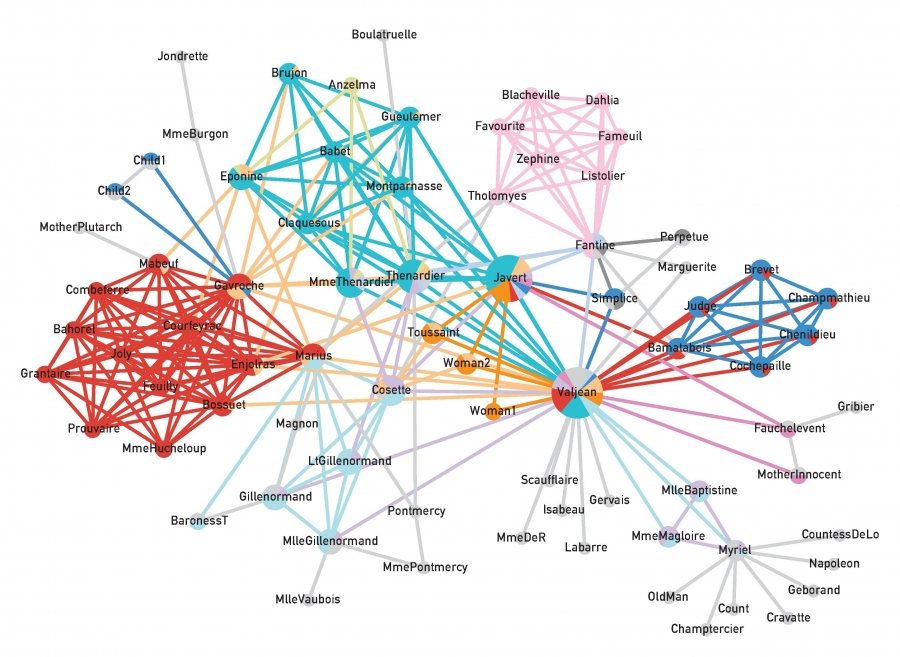 Boulatruelle
Jondrette
Brujon
Anzelma
Blacheville
Dahlia
Gueulemer
Favourite
MmeBurgon
Fameuil
Babet
Child1
Zephine
Eponine
Listolier
Montparnasse
Child2
Tholomyes
Claquesous
MotherPlutarch
Perpetue
Fantine
Mabeuf
Marguerite
Brevet
Thenardier
Javert
MmeThenardier
Gavroche
Combeferre
Simplice
Champmathieu
Judge
Courfeyrac
Bahorel
Toussaint
Chenildieu
Bamatabois
Joly
Marius
Enjolras
Woman2
Cochepaille
Grantaire
Feuilly
Cosette
Valjean
Bossuet
Woman1
Gribier
Magnon
Prouvaire
Fauchelevent
MmeHucheloup
LtGillenormand
MotherInnocent
Scaufflaire
MlleBaptistine
Gillenormand
Gervais
Isabeau
Pontmercy
BaronessT
MmeDeR
MmeMagloire
CountessDeLo
MlleGillenormand
Labarre
Myriel
Napoleon
MmePontmercy
Geborand
OldMan
MlleVaubois
Count
Cravatte
Champtercier